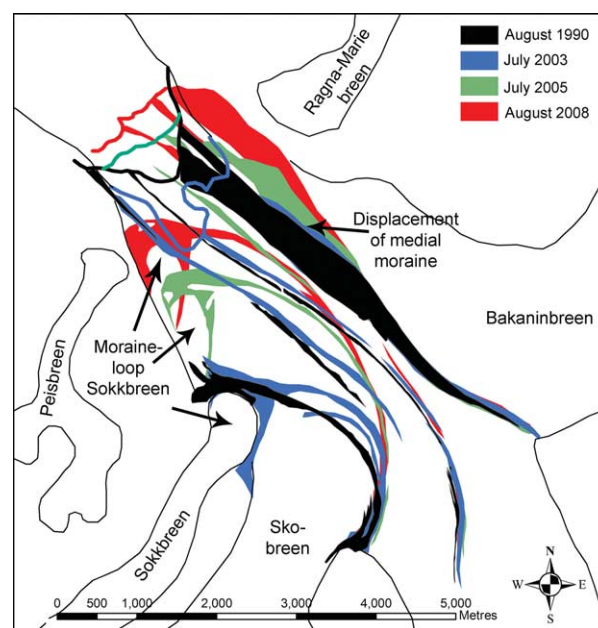 August 1990
July 2003
July 2005
August 2008
Ragna-Marie
breen
Displacement
of medial
moraine
Bakaninbreen
Peisbreen
Moraine-
loop
Sokkbreen
Sokkbreen
Sko-
breen
N
W
E
S
0
500
1,000
2,000
3,000
4,000
5,000
Metres